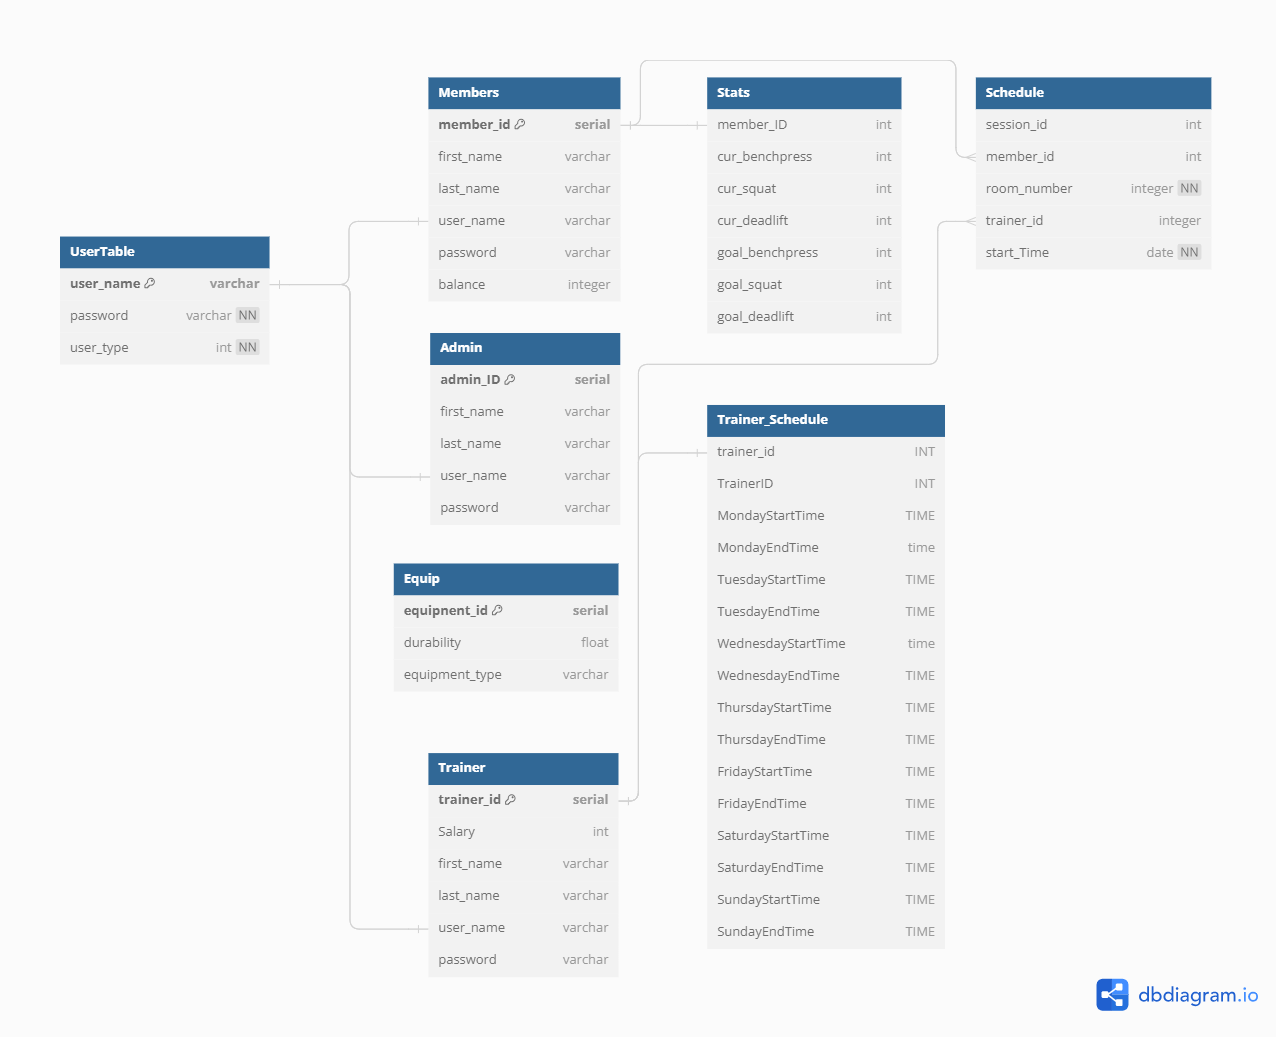 UserTable
user_name varchar
password varchar NN
user_type int NN
Members
member_id serial
first_name varchar
last_name varchar
user_name varchar
password varchar
balance integer
Admin
admin_ID serial
first_name varchar
last_name varchar
user_name varchar
password varchar
Equip
equipnent_id serial
durability float
equipment_type varchar
Trainer
trainer_id serial
Salary int
first_name varchar
last_name varchar
user_name varchar
password varchar
Stats
member_ID int
cur_benchpress int
cur_squat int
cur_deadlift int
goal_benchpress int
goal_squat int
goal_deadlift int
Trainer_Schedule
trainer_id INT
TrainerID INT
MondayStartTime TIME
MondayEndTime time
TuesdayStartTime TIME
TuesdayEndTime TIME
WednesdayStartTime time
WednesdayEndTime TIME
ThursdayStartTime TIME
ThursdayEndTime TIME
FridayStartTime TIME
FridayEndTime TIME
SaturdayStartTime TIME
SaturdayEndTime TIME
SundayStartTime TIME
SundayEndTime TIME
Schedule
session_id int
member_id int
room_number integer NN
trainer_id integer
start_Time date NN
dbdiagram.io